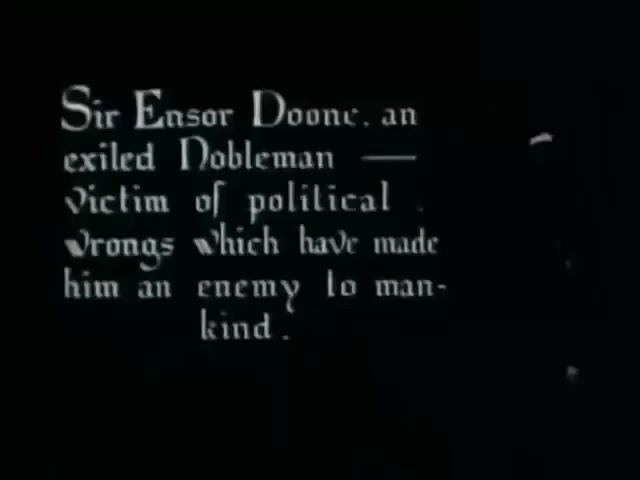 Sir Ensor Doone, an
exiled Nobleman —
victim of political
wrongs which have made
him an enemy to man-
kind.